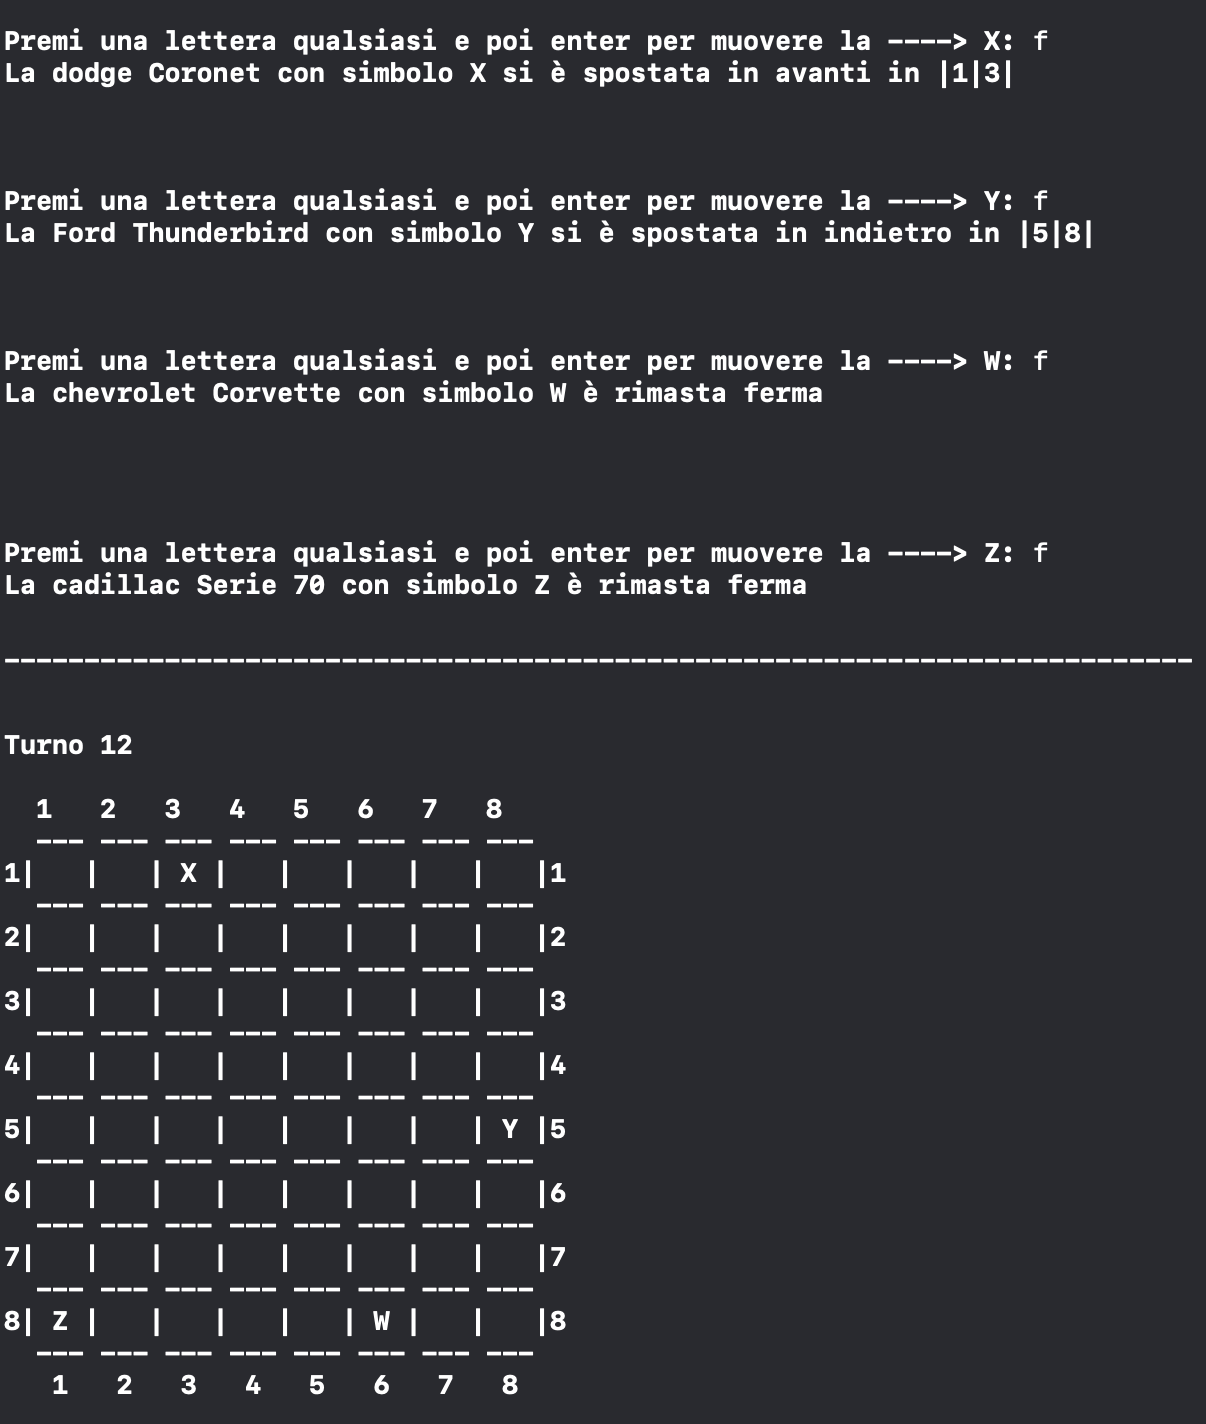 Premi una lettera qualsiasi e poi enter per muovere la ----> X: f
La dodge Coronet con simbolo X si è spostata in avanti in |1|3|
Premi una lettera qualsiasi e poi enter per muovere la ----> Y: f
La Ford Thunderbird con simbolo Y si è spostata in indietro in |5|8|
Premi una lettera qualsiasi e poi enter per muovere la ----> W: f
La chevrolet Corvette con simbolo W è rimasta ferma
Premi una lettera qualsiasi e poi enter per muovere la ----> Z: f
La cadillac Serie 70 con simbolo Z è rimasta ferma
--------------------------------------------------------------------------
Turno 12
  1   2   3   4   5   6   7   8
  --- --- --- --- --- --- --- ---
1|   |   | X |   |   |   |   |   |1
  --- --- --- --- --- --- --- ---
2|   |   |   |   |   |   |   |   |2
  --- --- --- --- --- --- --- ---
3|   |   |   |   |   |   |   |   |3
  --- --- --- --- --- --- --- ---
4|   |   |   |   |   |   |   |   |4
  --- --- --- --- --- --- --- ---
5|   |   |   |   |   |   |   | Y |5
  --- --- --- --- --- --- --- ---
6|   |   |   |   |   |   |   |   |6
  --- --- --- --- --- --- --- ---
7|   |   |   |   |   |   |   |   |7
  --- --- --- --- --- --- --- ---
8| Z |   |   |   |   | W |   |   |8
  --- --- --- --- --- --- --- ---
   1   2   3   4   5   6   7   8